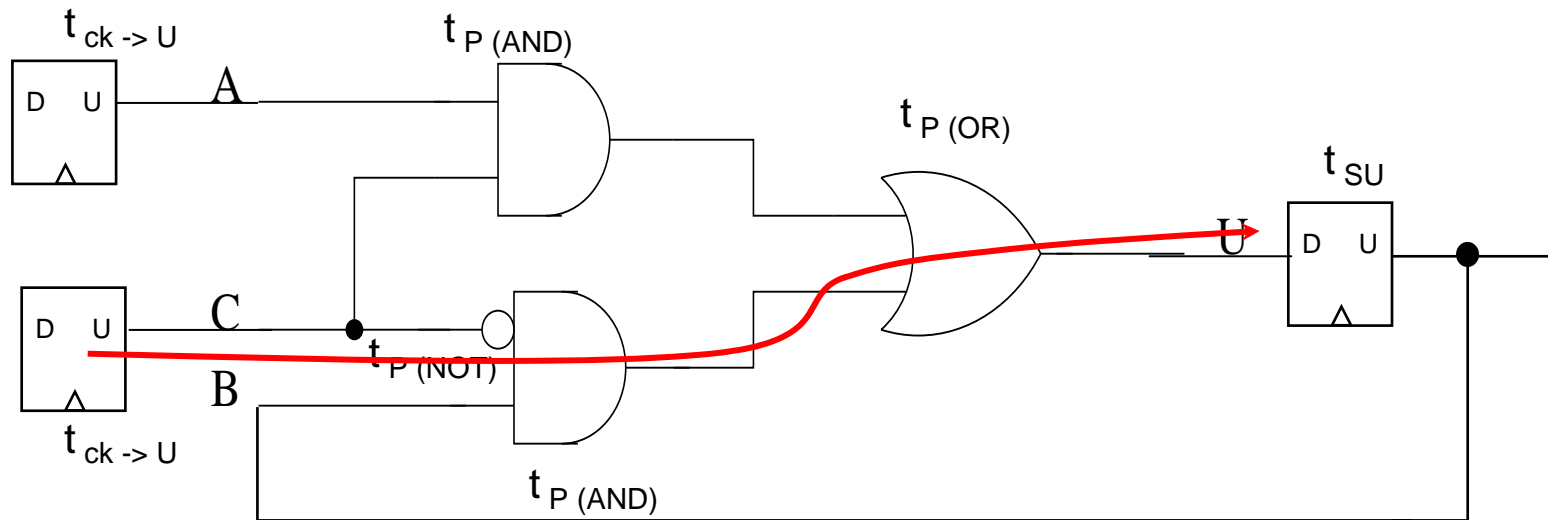 t ck -> U
t P (AND)
D U
A
t P (OR)
t SU
U
D U
C
D U
t P (NOT)
B
t ck -> U
t P (AND)